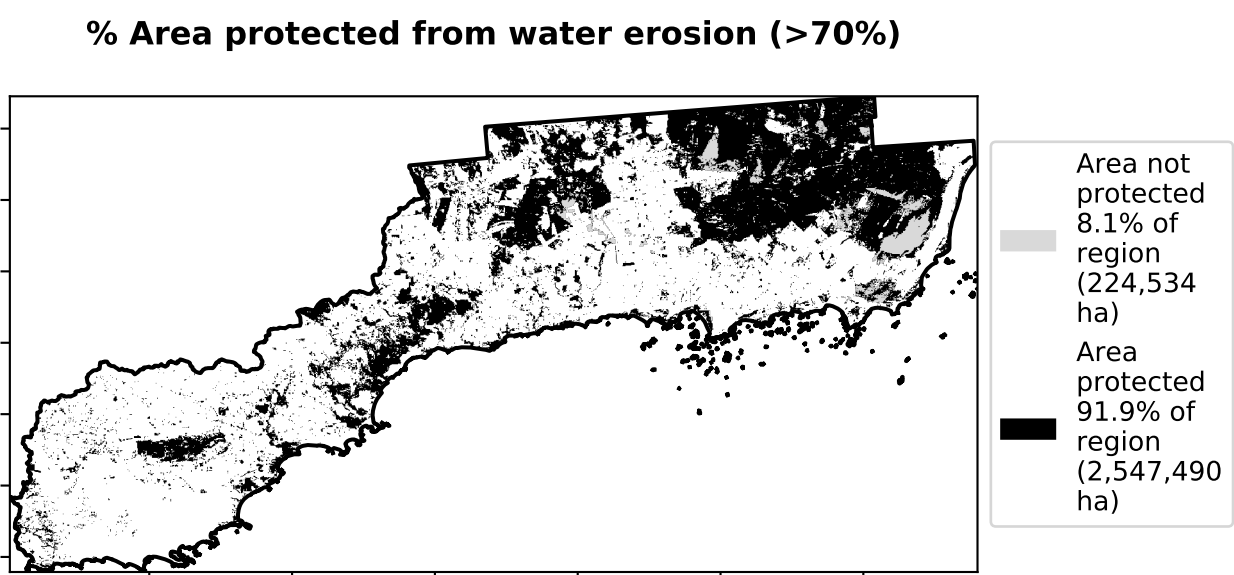 % Area protected from water erosion (>70%)
Area not
protected
8.1% of
region
(224,534
ha)
Area
protected
91.9% of
region
(2,547,490
ha)